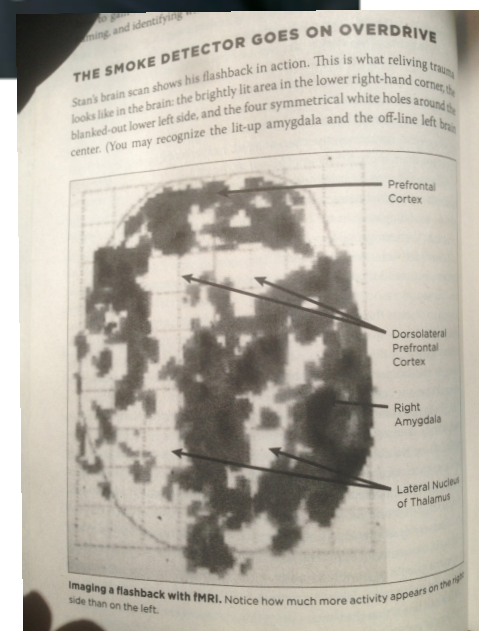 to
ming, and identifying
THE SMOKE DETECTOR GOES ON OVERDRIVE
Stan's brain scan shows his flashback in action. This is what reliving trauma
looks like in the brain: the brightly lit area in the lower right-hand corner, the
blanked-out lower left side, and the four symmetrical white holes around the
center. (You may recognize the lit-up amygdala and the off-line left brain
Prefrontal
Cortex
Dorsolateral
Prefrontal
Cortex
Right
Amygdala
Lateral Nucleus
of Thalamus
Imaging a flashback with fMRI. Notice how much more activity appears on the right
side than on the left.